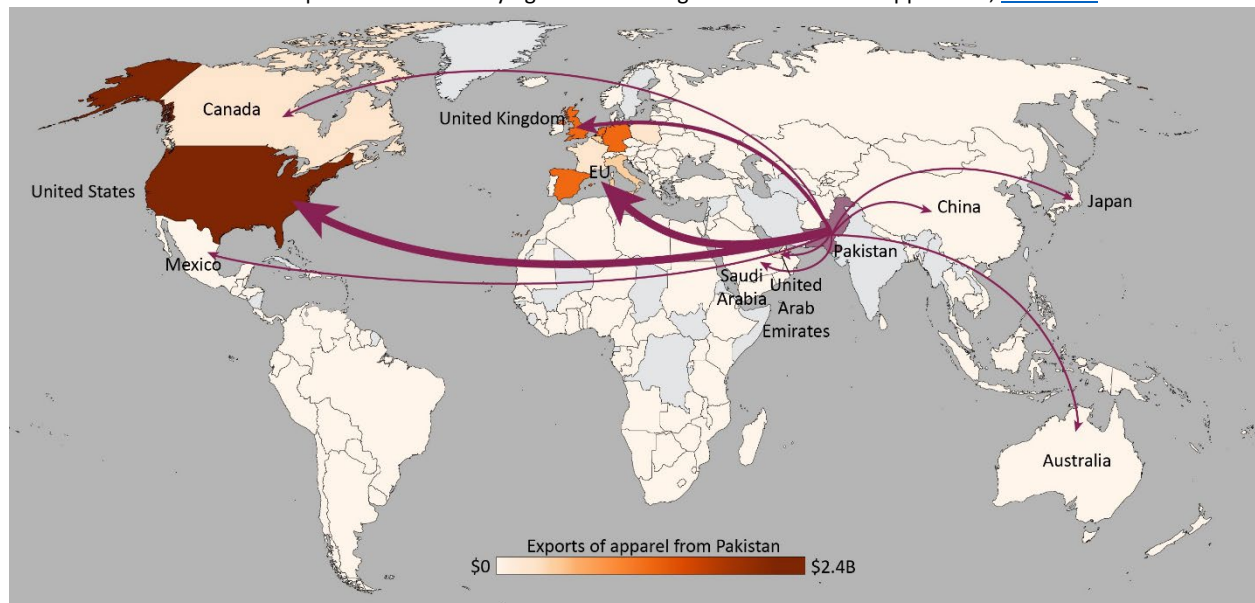 Canada
United Kingdom
EU
United States
Japan
China
Mexico
Pakistan
Saudi
Arabia
United
Arab
Emirates
Australia
Exports of apparel from Pakistan
$0
$2.4B